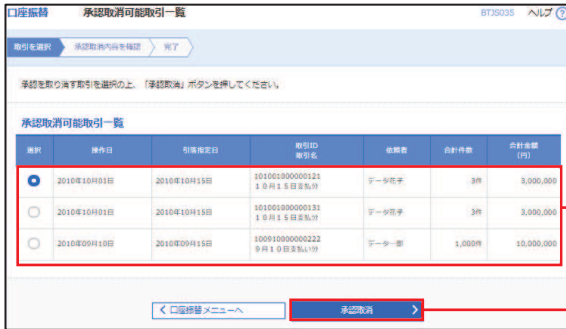 口座振替 承認取消可能取引一覧 BTJS035 ヘルプ ?
取引を選択 承認取消内容を確認 完了
承認を取り消す取引を選択の上、「承認取消」ボタンを押してください。
承認取消可能取引一覧
選択 操作日 引落指定日 取引ID 依頼者 合計件数 合計金額
取引名 (円)
2010年10月01日 2010年10月15日 101001000000121 データ花子 3件 3,000,000
10月15日支払分
2010年10月01日 2010年10月15日 101001000000131 データ花子 3件 3,000,000
10月15日支払分
2010年09月10日 2010年09月15日 100910000000222 データ一郎 1,000件 10,000,000
9月10日支払い分
口座振替メニューへ 承認取消